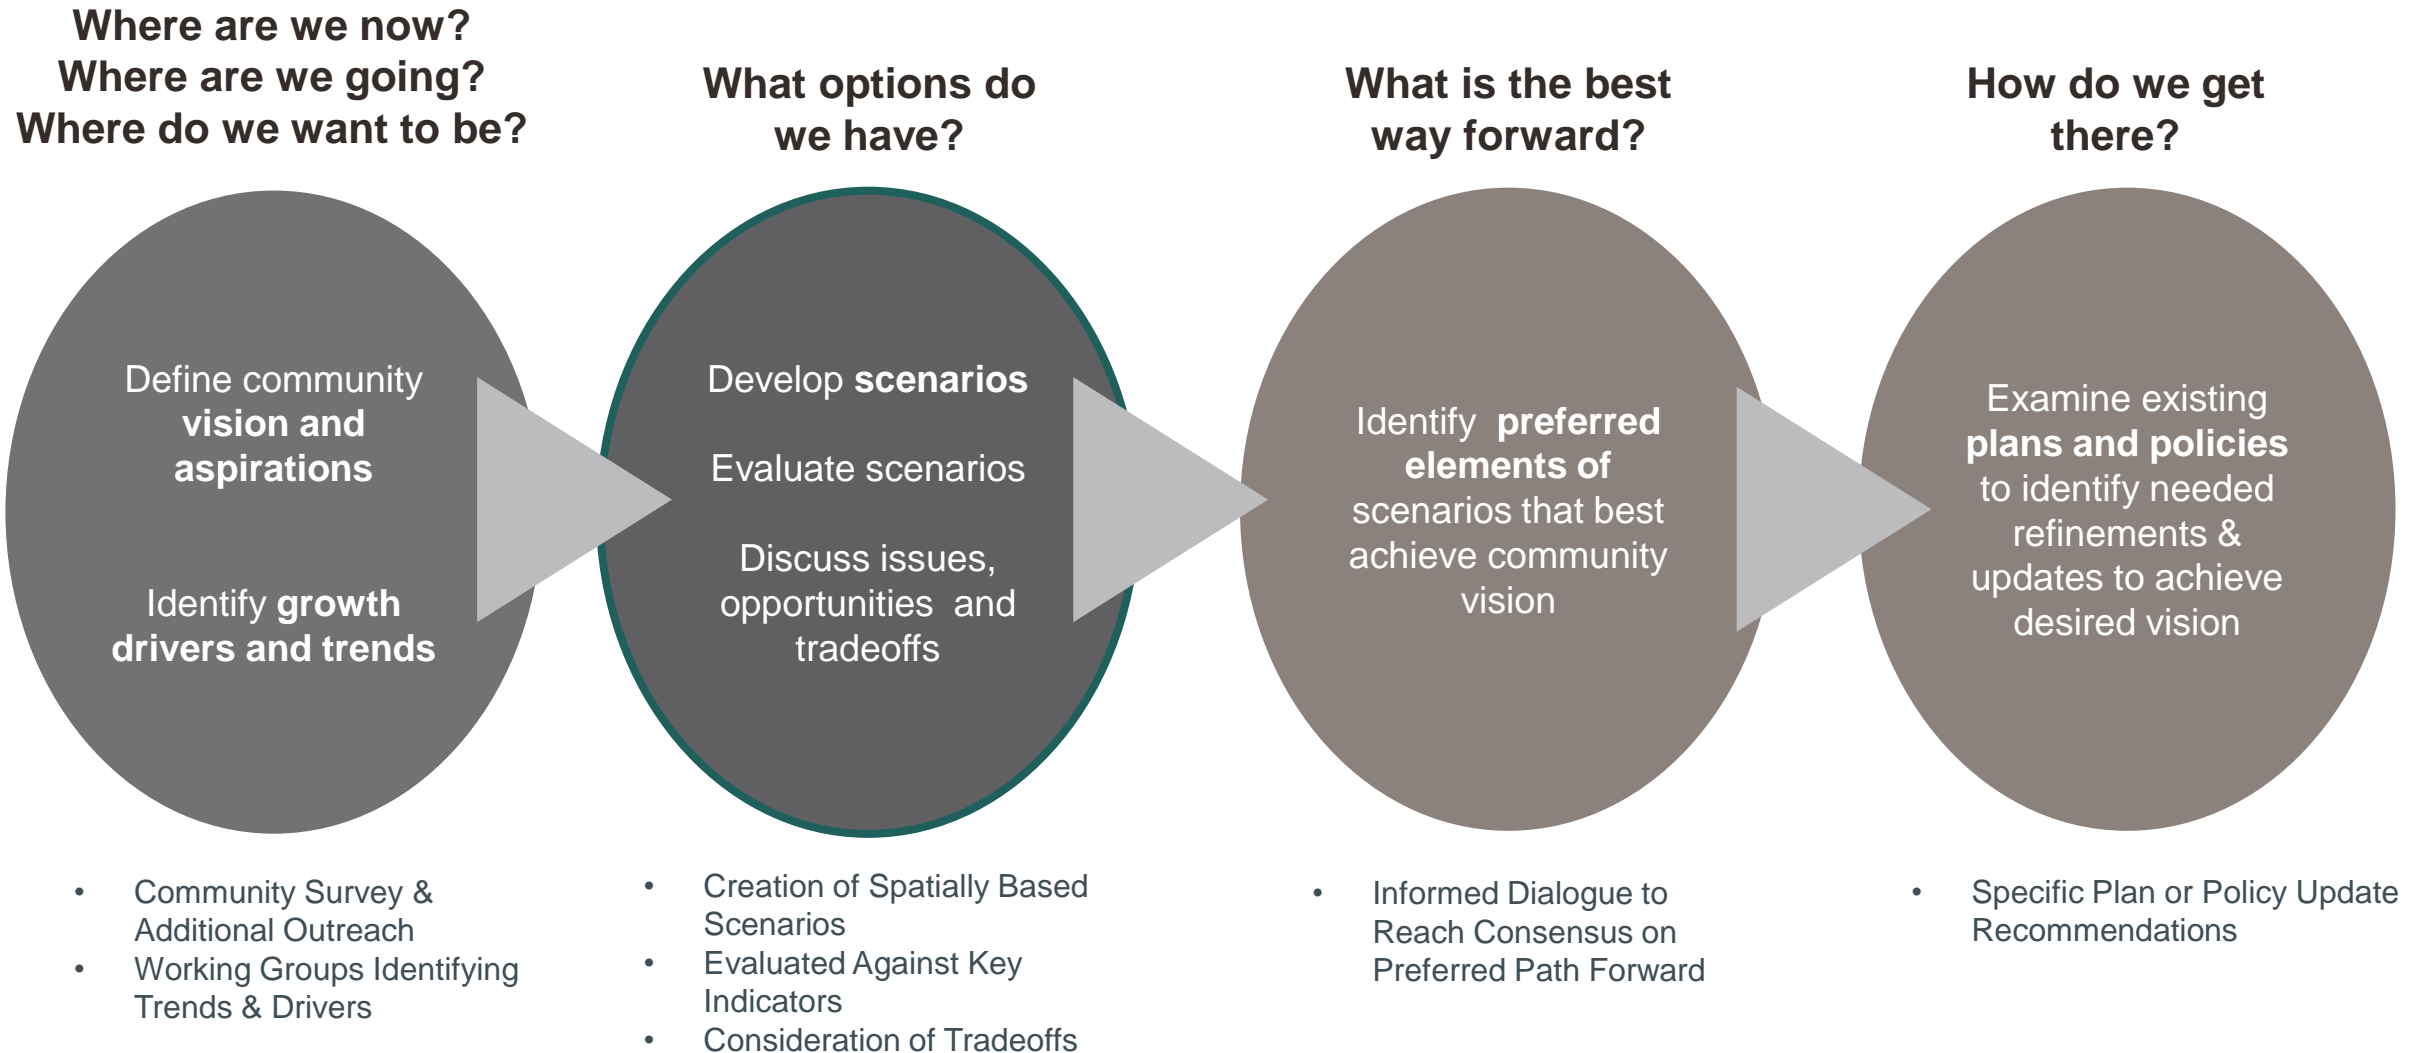 Where are we now?
Where are we going?
Where do we want to be?
Define community
vision and
aspirations
Identify growth
drivers and trends
• Community Survey &
Additional Outreach
• Working Groups Identifying
Trends & Drivers
What options do
we have?
Develop scenarios
Evaluate scenarios
Discuss issues,
opportunities and
tradeoffs
• Creation of Spatially Based
Scenarios
• Evaluated Against Key
Indicators
• Consideration of Tradeoffs
What is the best
way forward?
Identify preferred
elements of
scenarios that best
achieve community
vision
• Informed Dialogue to
Reach Consensus on
Preferred Path Forward
How do we get
there?
Examine existing
plans and policies
to identify needed
refinements &
updates to achieve
desired vision
• Specific Plan or Policy Update
Recommendations